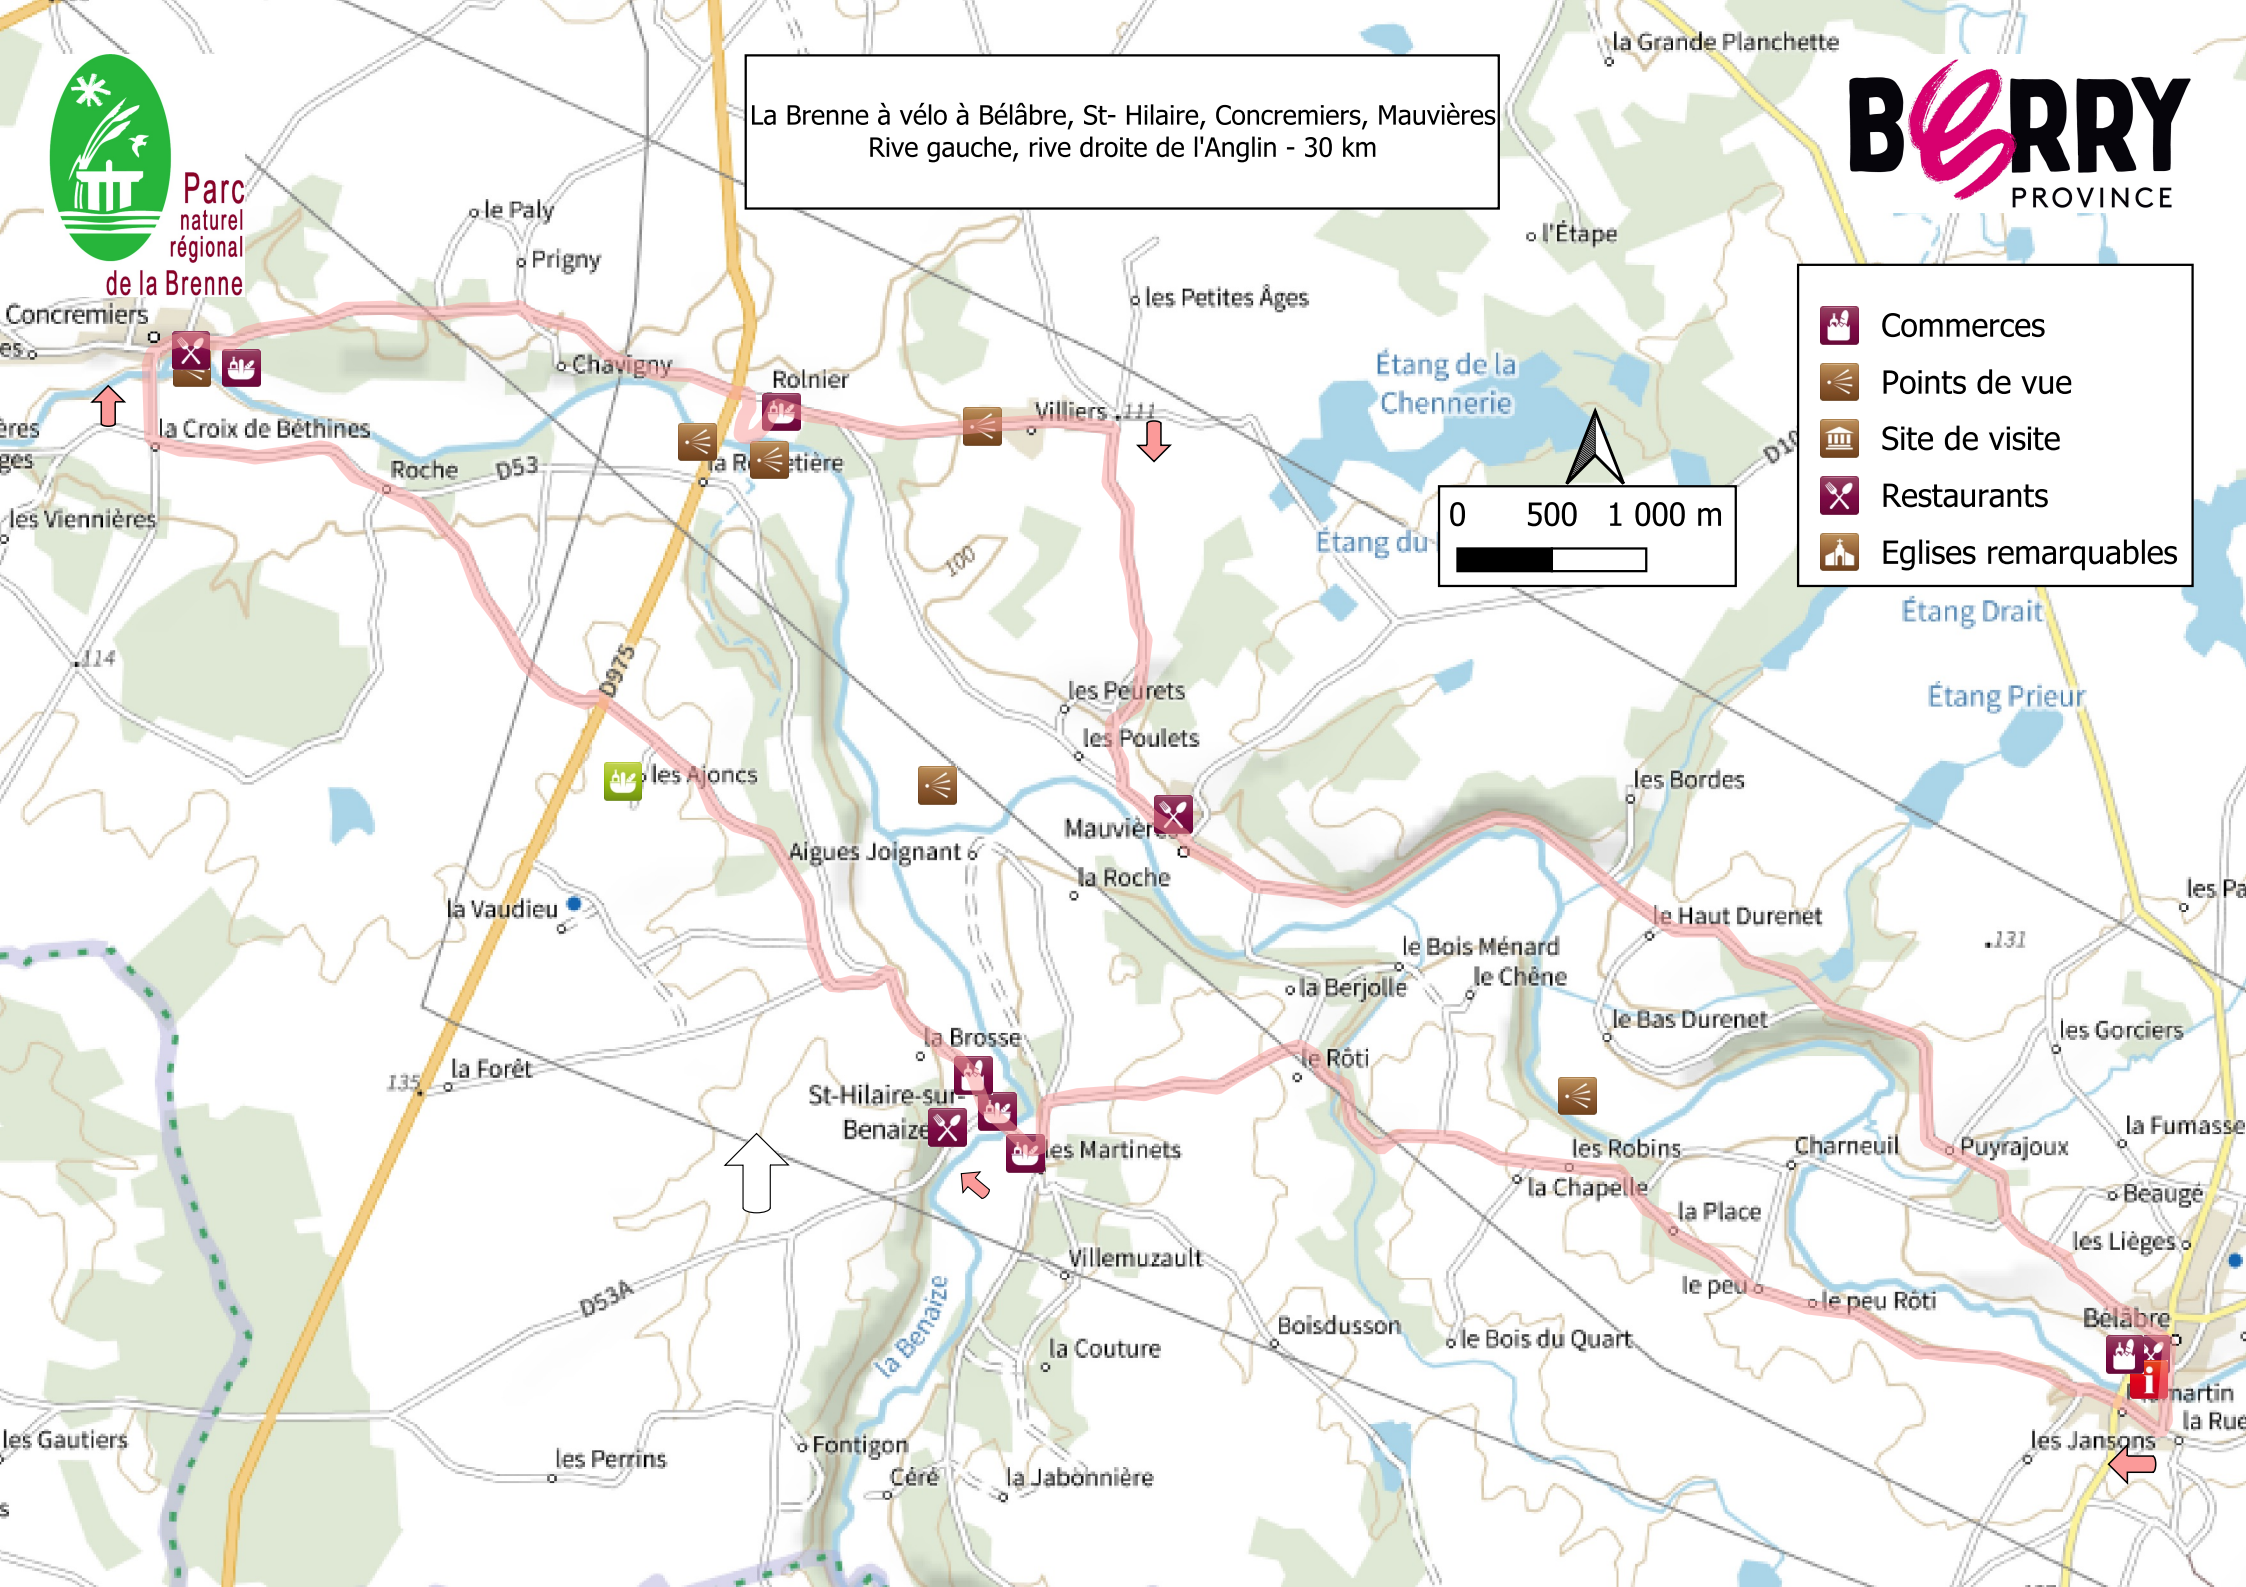 la Grande Planchette
La Brenne à vélo à Bélâbre, St- Hilaire, Concremiers, Mauvières
Rive gauche, rive droite de l'Anglin - 30 km
BERRY
PROVINCE
Parc
naturel
régional
de la Brenne
le Paly
Prigny
l'Étape
les Petites Âges
Concremiers
es
Chavigny
Rolnier
Étang de la
Chennerie
Villiers
111
Commerces
Points de vue
Site de visite
Restaurants
Eglises remarquables
ères
la Croix de Béthines
ges
Roche
D53
D10
0 500 1 000 m
les Viennières
100
Étang du
Étang Drait
114
D975
les Peurets
Étang Prieur
les Poulets
les Ajoncs
les Bordes
Mauvières
Aigues Joignant
la Roche
les Pa
la Vaudieu
le Haut Durenet
131
le Bois Ménard
le Chêne
la Berjolle
le Bas Durenet
les Gorciers
la Brosse
la Forêt
135
le Rôti
St-Hilaire-sur-
Benaize
les Martinets
les Robins
Charneuil
Puyrajoux
la Fumasse
la Chapelle
Beaugé
la Place
les Lièges
Villemuzault
le peu
le peu Rôti
D53A
la Benaize
Boisdusson
le Bois du Quart
Bélâbre
la Couture
martin
la Rue
les Gautiers
les Jansons
les Perrins
Fontigon
Céré
la Jabonnière
s